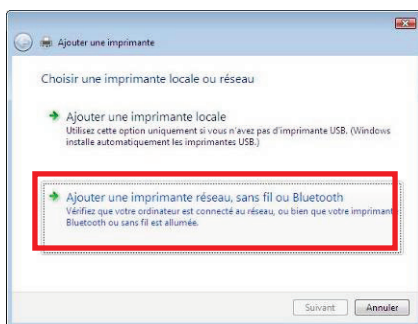 Ajouter une imprimante
Choisir une imprimante locale ou réseau
Ajouter une imprimante locale
Utilisez cette option uniquement si vous n'avez pas d'imprimante USB. (Windows
installe automatiquement les imprimantes USB.)
Ajouter une imprimante réseau, sans fil ou Bluetooth
Vérifiez que votre ordinateur est connecté au réseau, ou bien que votre imprimante
Bluetooth ou sans fil est allumée.
Suivant
Annuler